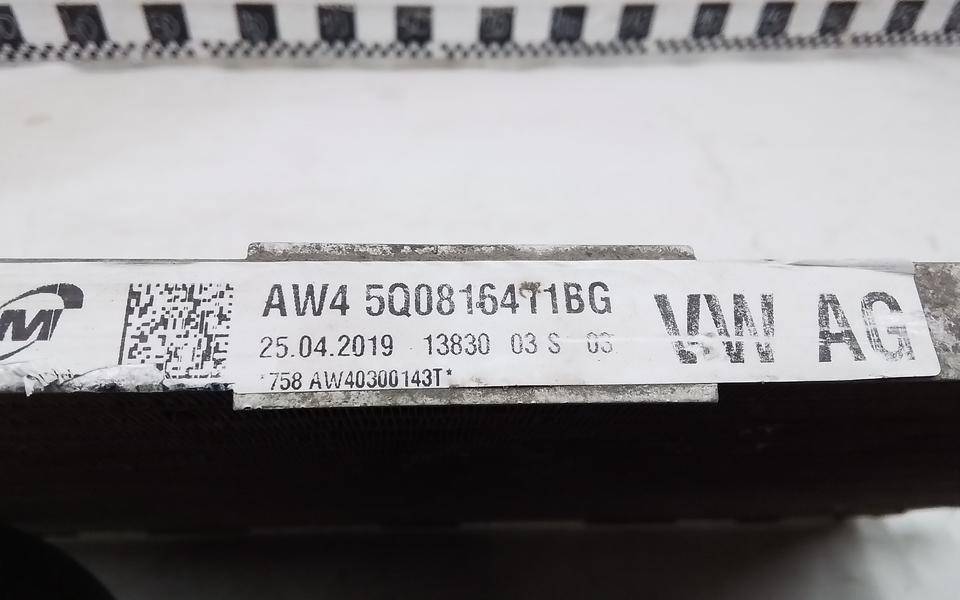 AW4 5Q0816411BG
25.04.2019 13830 03 S 03
*758 AW40300143T*
VW AG